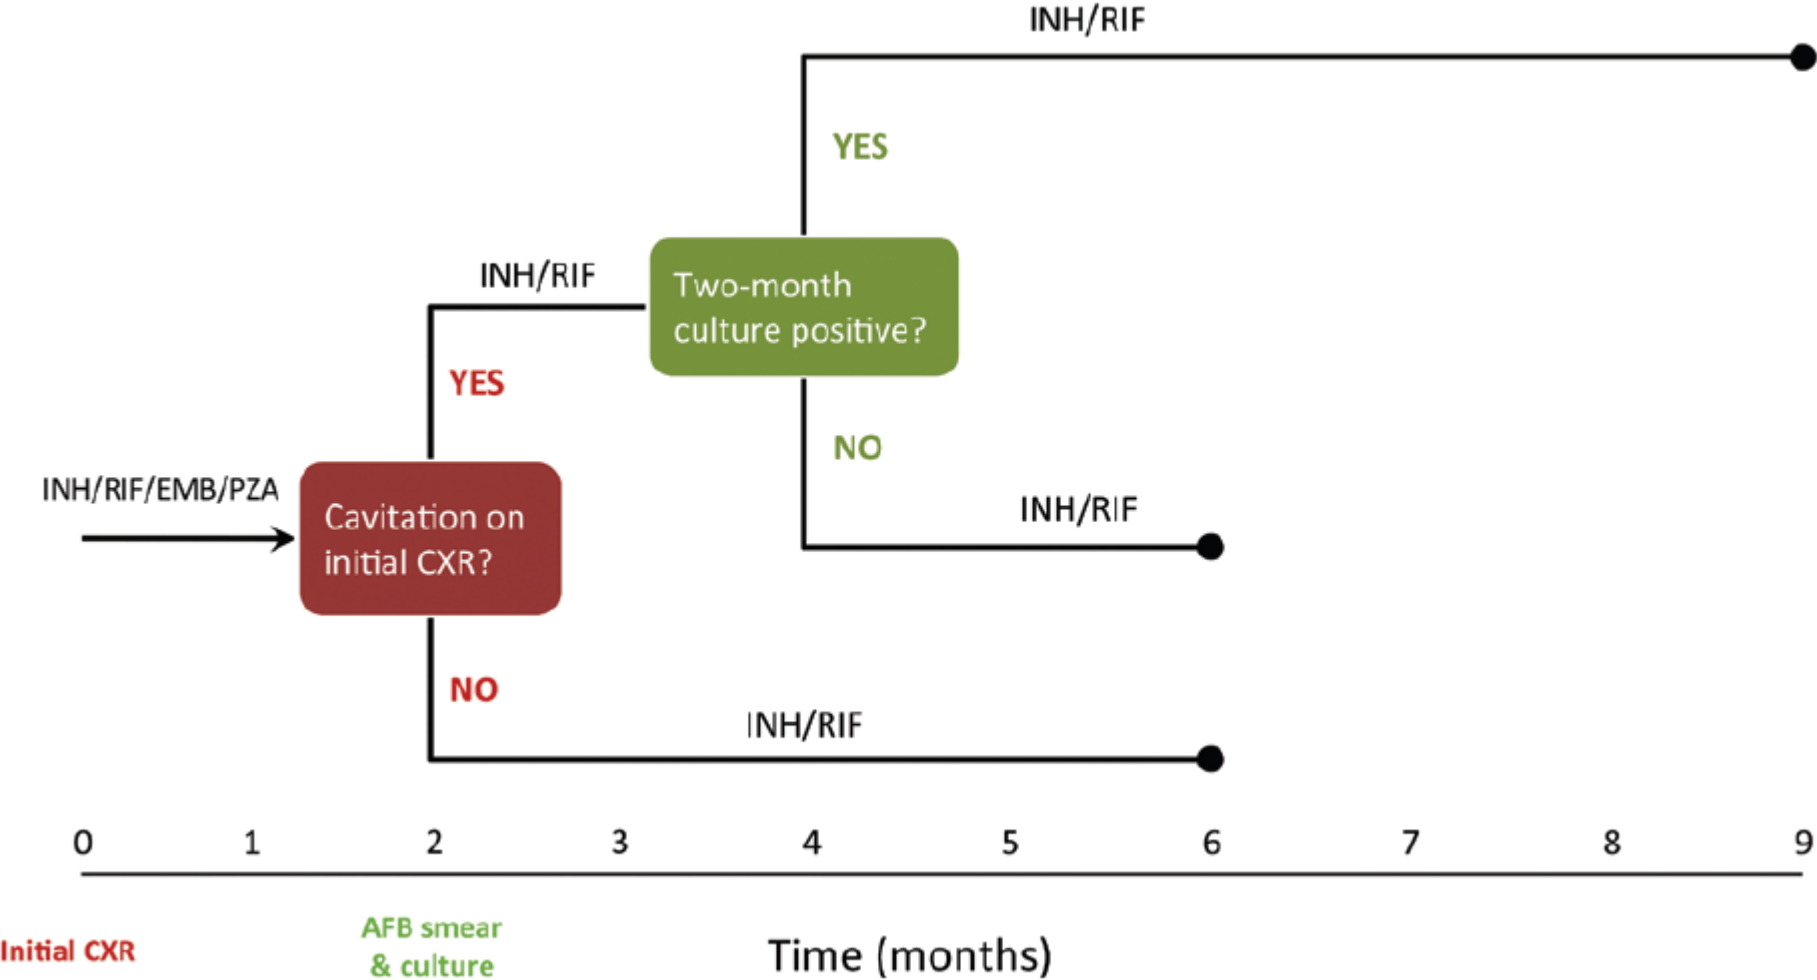 INH/RIF
YES
INH/RIF
Two-month
culture positive?
YES
NO
INH/RIF/EMB/PZA
Cavitation on
initial CXR?
INH/RIF
NO
INH/RIF
0 1 2 3 4 5 6 7 8 9
Initial CXR
AFB smear
& culture
Time (months)